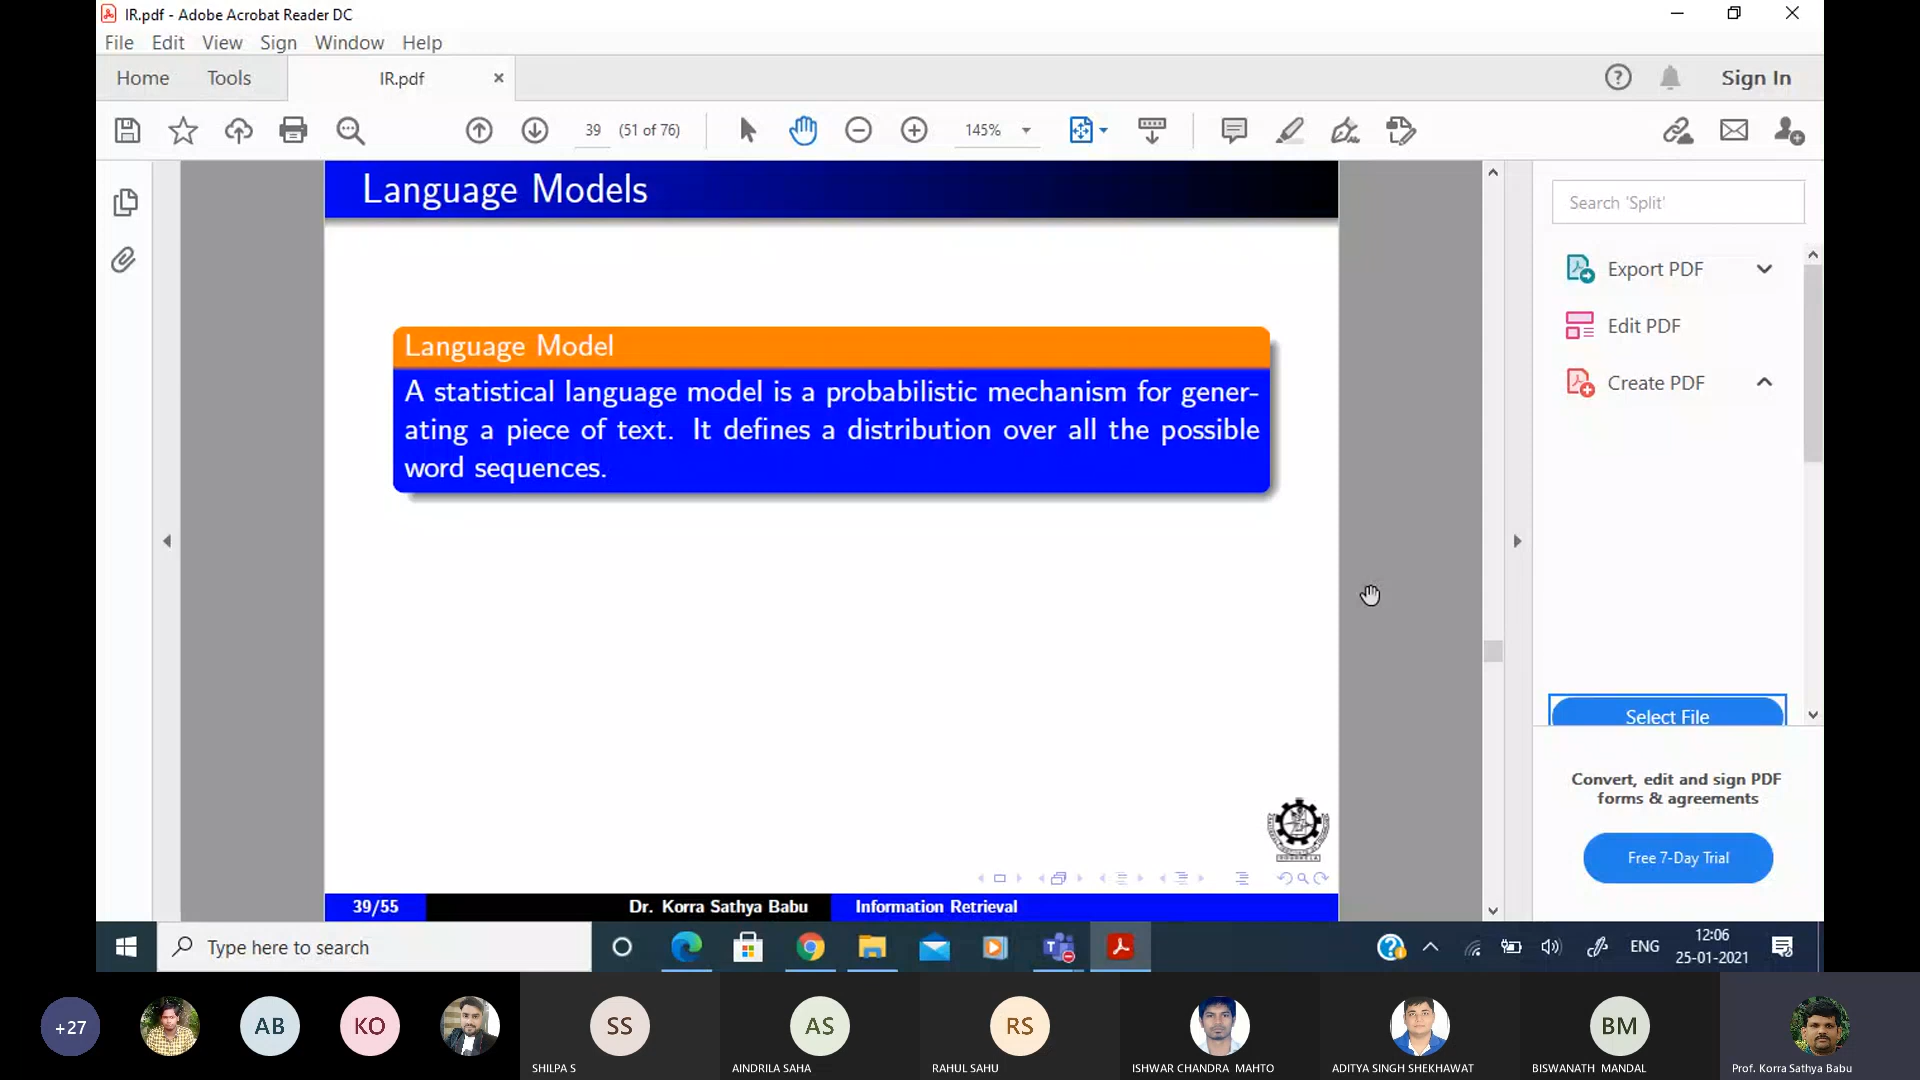 IR.pdf - Adobe Acrobat Reader DC
File Edit View Sign Window Help
Home Tools IR.pdf Sign In
39 (51 of 76) 145%
Language Models
Search 'Split'
Export PDF
Edit PDF
Create PDF
Language Model
A statistical language model is a probabilistic mechanism for gener-
ating a piece of text. It defines a distribution over all the possible
word sequences.
Select File
Convert, edit and sign PDF
forms & agreements
Free 7-Day Trial
39/55 Dr. Korra Sathya Babu Information Retrieval
Type here to search
ENG
12:06
25-01-2021
+27 AB KO SS AS RS BM
SHILPA S AINDRILA SAHA RAHUL SAHU ISHWAR CHANDRA MAHTO ADITYA SINGH SHEKHAWAT BISWANATH MANDAL Prof. Korra Sathya Babu